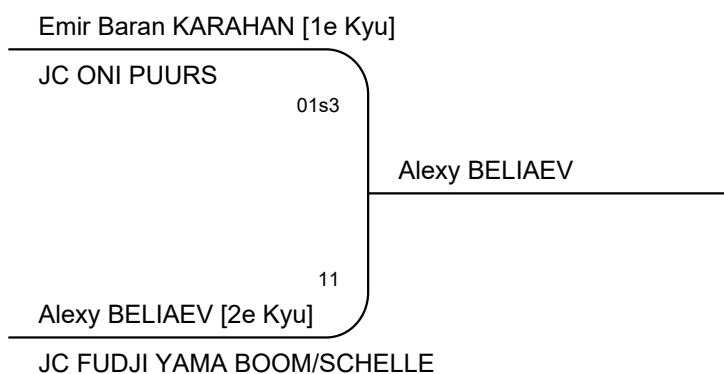 Emir Baran KARAHAN [1e Kyu]
JC ONI PUURS
01s3
Alexy BELIAEV
11
Alexy BELIAEV [2e Kyu]
JC FUDJI YAMA BOOM/SCHELLE